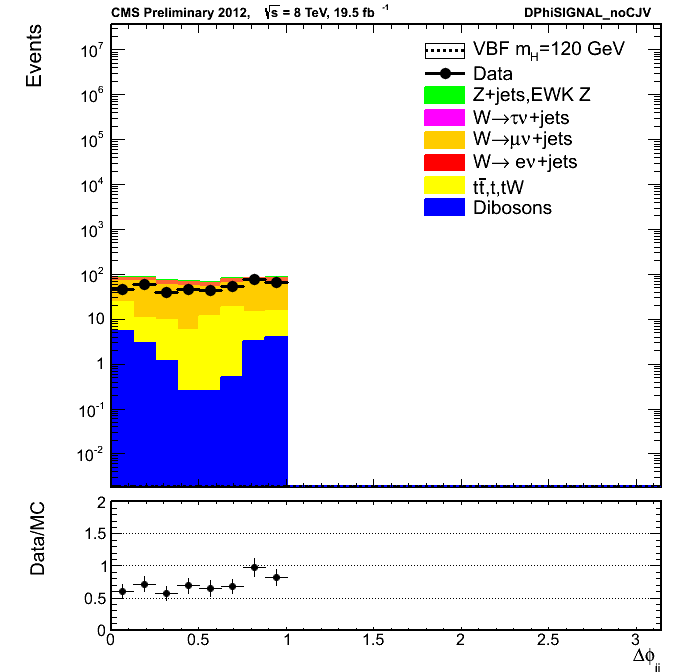 CMS Preliminary 2012, √s = 8 TeV, 19.5 fb⁻¹ DPhiSIGNAL_noCJV
Events
10⁷
10⁶
10⁵
10⁴
10³
10²
10
1
10⁻¹
10⁻²
VBF m_H=120 GeV
Data
Z+jets,EWK Z
W→τν+jets
W→μν+jets
W→ eν+jets
tt̄,t,tW
Dibosons
Data/MC
2
1.5
1
0.5
0
0 0.5 1 1.5 2 2.5 3
Δϕ_jj